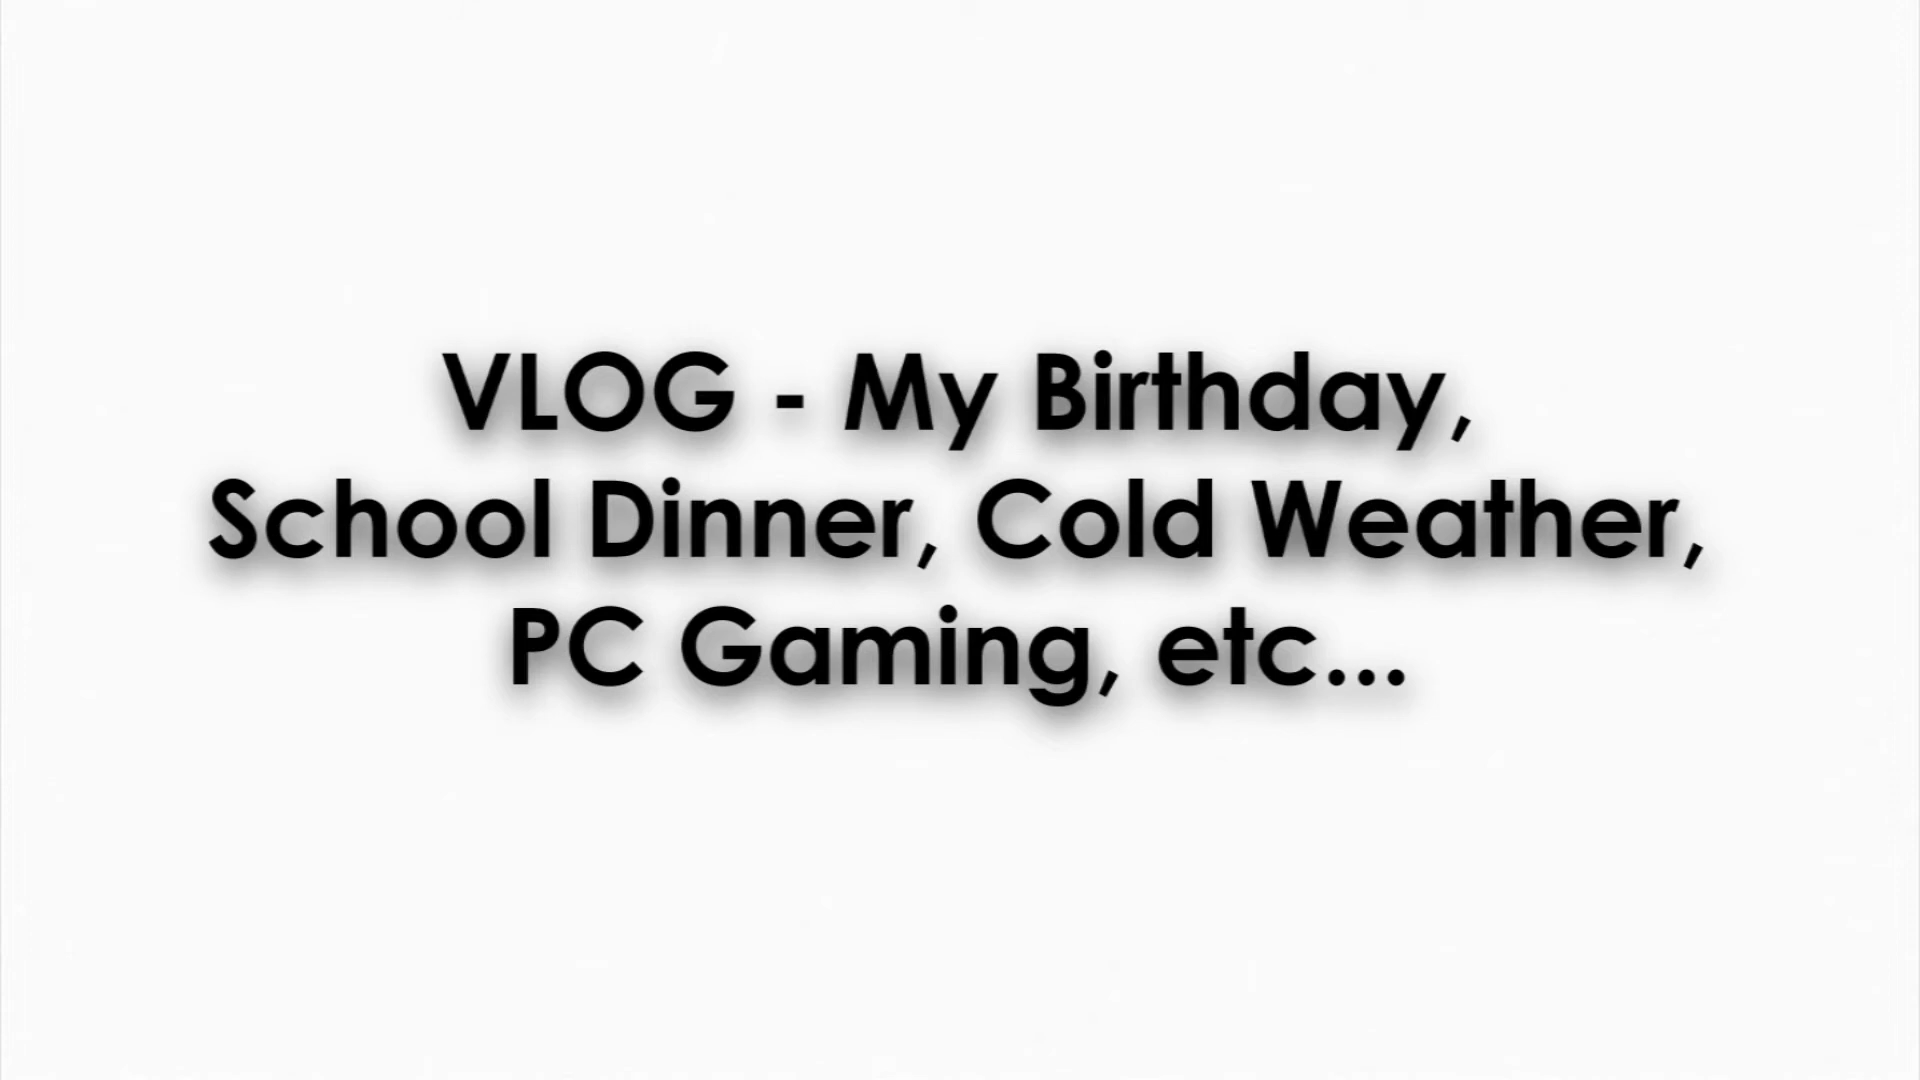 VLOG - My Birthday,
School Dinner, Cold Weather,
PC Gaming, etc...